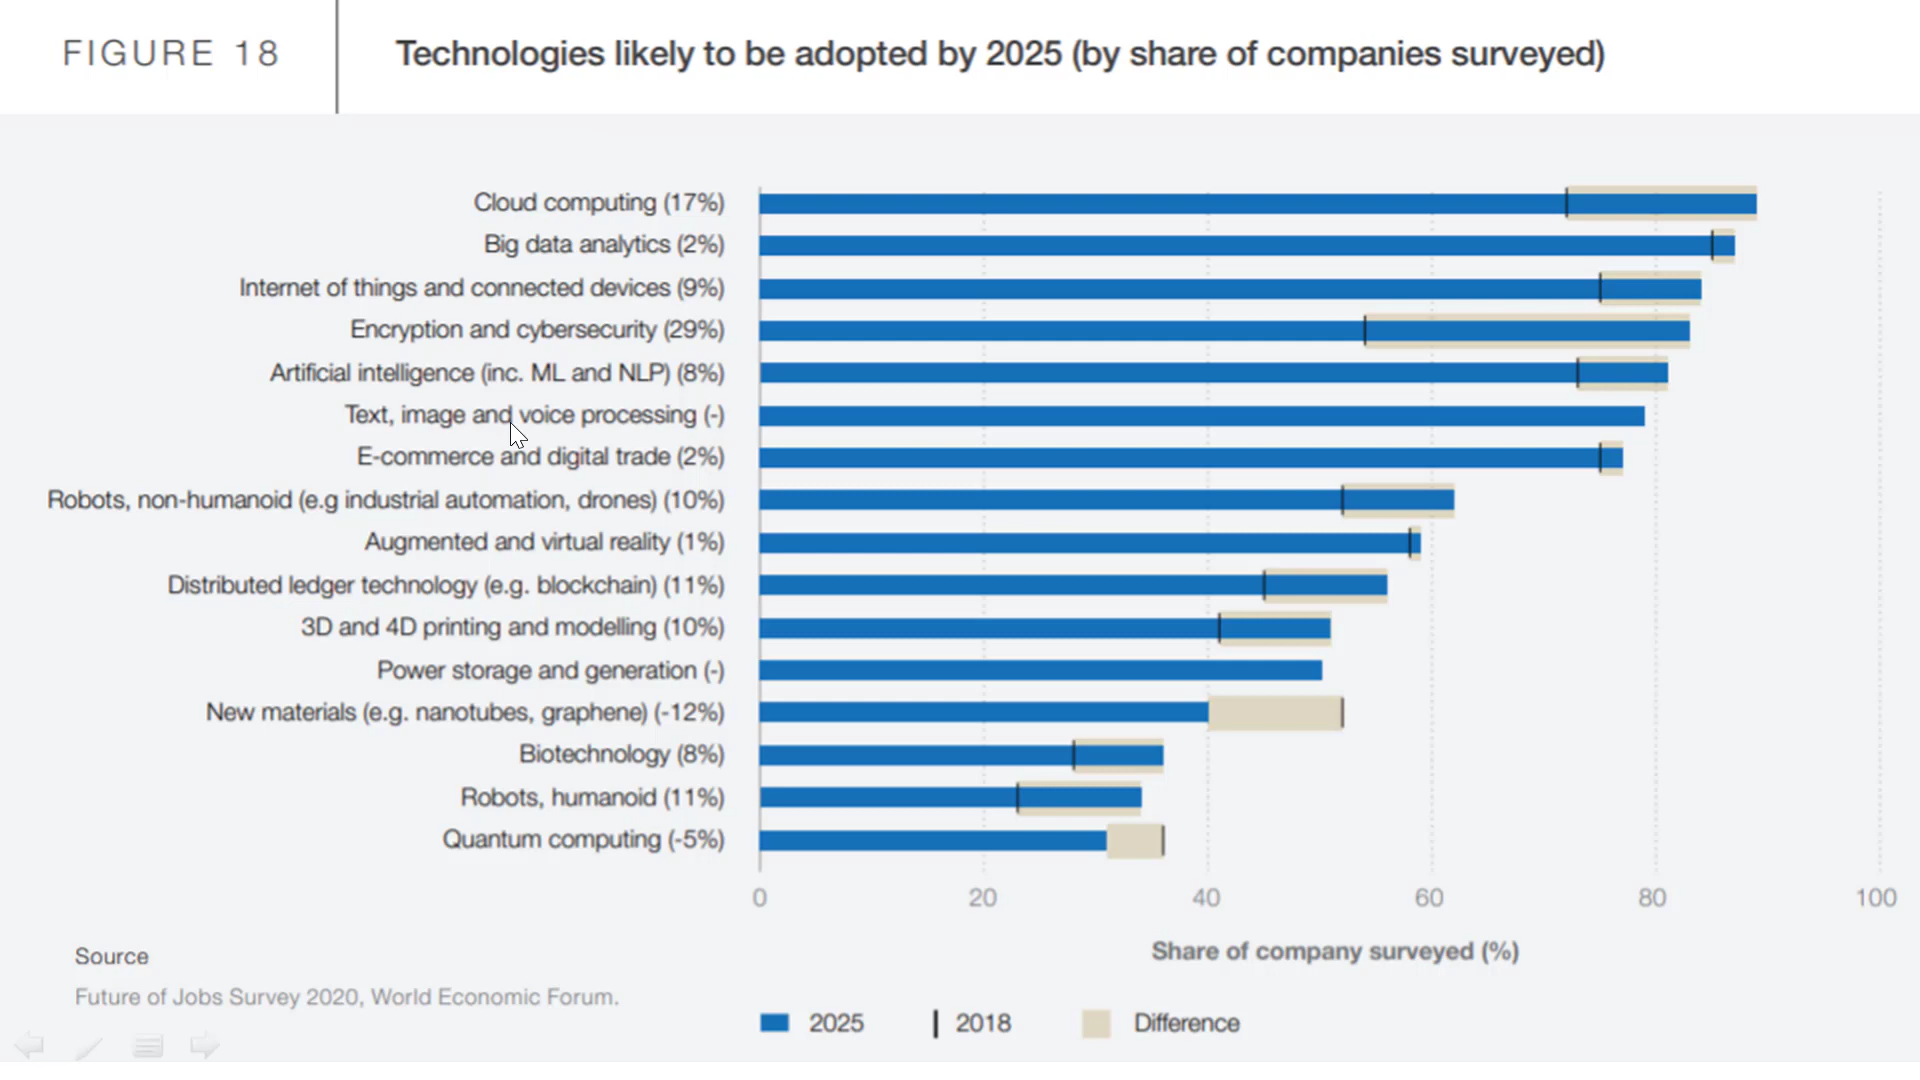 FIGURE 18
Technologies likely to be adopted by 2025 (by share of companies surveyed)
Cloud computing (17%)
Big data analytics (2%)
Internet of things and connected devices (9%)
Encryption and cybersecurity (29%)
Artificial intelligence (inc. ML and NLP) (8%)
Text, image and voice processing (-)
E-commerce and digital trade (2%)
Robots, non-humanoid (e.g industrial automation, drones) (10%)
Augmented and virtual reality (1%)
Distributed ledger technology (e.g. blockchain) (11%)
3D and 4D printing and modelling (10%)
Power storage and generation (-)
New materials (e.g. nanotubes, graphene) (-12%)
Biotechnology (8%)
Robots, humanoid (11%)
Quantum computing (-5%)
0 20 40 60 80 100
Share of company surveyed (%)
Source
Future of Jobs Survey 2020, World Economic Forum.
2025 2018 Difference